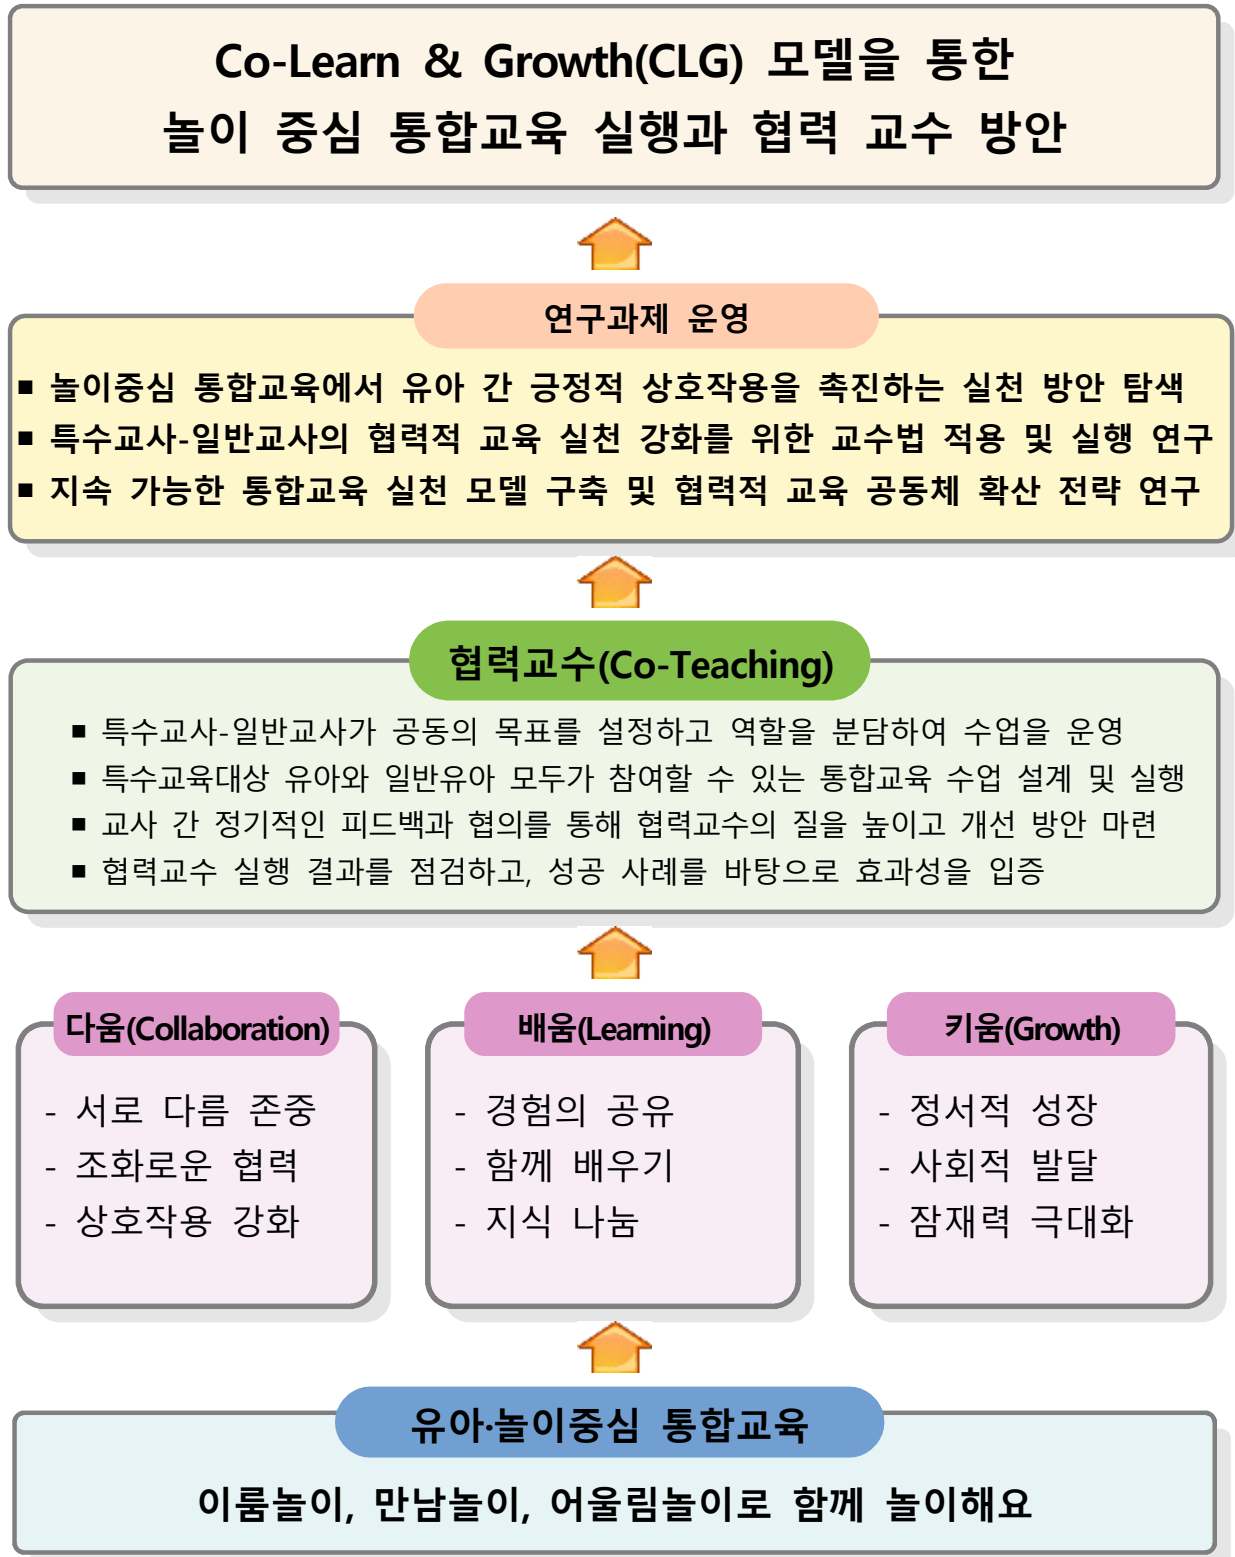 Co-Learn & Growth(CLG) 모델을 통한
놀이 중심 통합교육 실행과 협력 교수 방안
연구과제 운영
▪ 놀이중심 통합교육에서 유아 간 긍정적 상호작용을 촉진하는 실천 방안 탐색
▪ 특수교사-일반교사의 협력적 교육 실천 강화를 위한 교수법 적용 및 실행 연구
▪ 지속 가능한 통합교육 실천 모델 구축 및 협력적 교육 공동체 확산 전략 연구
협력교수(Co-Teaching)
▪ 특수교사-일반교사가 공동의 목표를 설정하고 역할을 분담하여 수업을 운영
▪ 특수교육대상 유아와 일반유아 모두가 참여할 수 있는 통합교육 수업 설계 및 실행
▪ 교사 간 정기적인 피드백과 협의를 통해 협력교수의 질을 높이고 개선 방안 마련
▪ 협력교수 실행 결과를 점검하고, 성공 사례를 바탕으로 효과성을 입증
다움(Collaboration)
- 서로 다름 존중
- 조화로운 협력
- 상호작용 강화
배움(Learning)
- 경험의 공유
- 함께 배우기
- 지식 나눔
키움(Growth)
- 정서적 성장
- 사회적 발달
- 잠재력 극대화
유아·놀이중심 통합교육
이룸놀이, 만남놀이, 어울림놀이로 함께 놀이해요